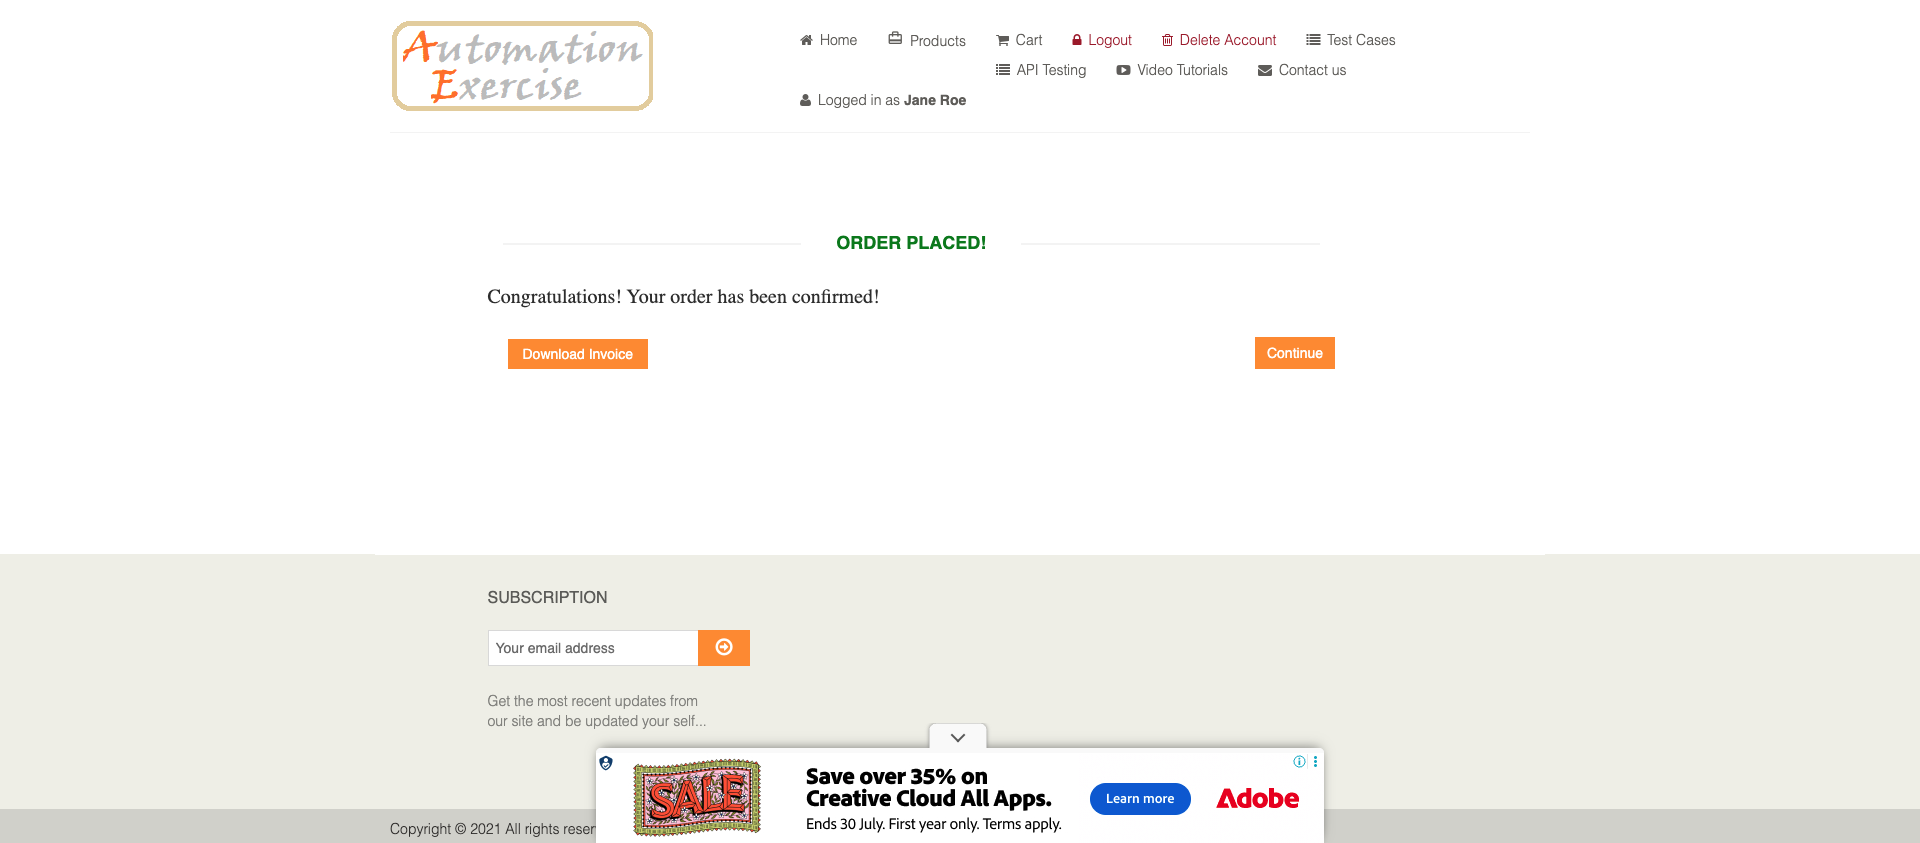 Automation
Exercise
Home
Products
Cart
Logout
Delete Account
Test Cases
API Testing
Video Tutorials
Contact us
Logged in as Jane Roe
ORDER PLACED!
Congratulations! Your order has been confirmed!
Download Invoice
Continue
SUBSCRIPTION
Your email address
Get the most recent updates from
our site and be updated your self...
Copyright © 2021 All rights
SALE
Save over 35% on
Creative Cloud All Apps.
Ends 30 July. First year only. Terms apply.
Learn more
Adobe